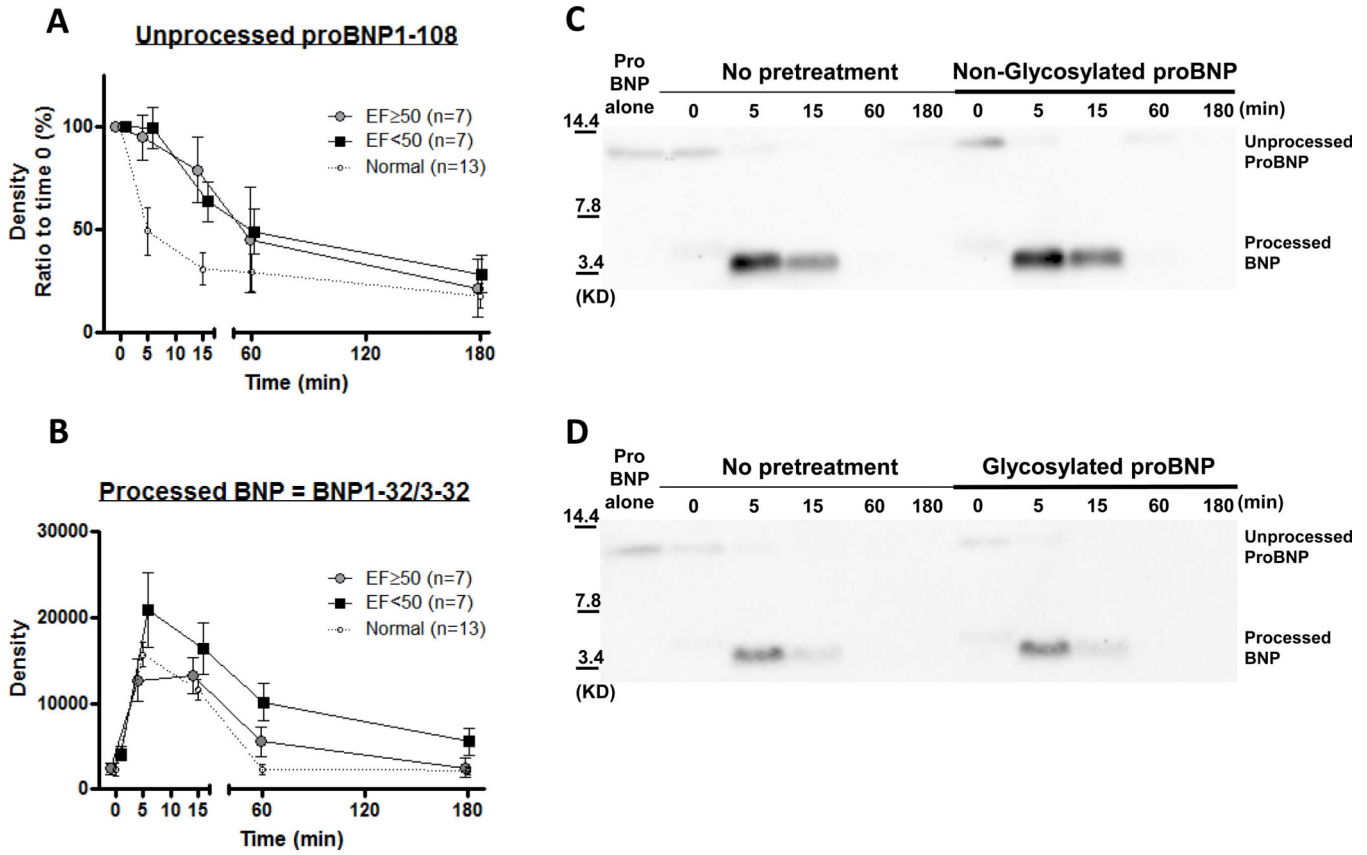 A
Unprocessed proBNP1-108
Density
Ratio to time 0 (%)
100
50
0
EF≥50 (n=7)
EF<50 (n=7)
Normal (n=13)
0 5 10 15 60 120 180
Time (min)
B
Processed BNP = BNP1-32/3-32
Density
30000
20000
10000
0
EF≥50 (n=7)
EF<50 (n=7)
Normal (n=13)
0 5 10 15 60 120 180
Time (min)
C
Pro
BNP
alone
No pretreatment
Non-Glycosylated proBNP
0 5 15 60 180 0 5 15 60 180 (min)
14.4
7.8
3.4
(KD)
Unprocessed
ProBNP
Processed
BNP
D
Pro
BNP
alone
No pretreatment
Glycosylated proBNP
0 5 15 60 180 0 5 15 60 180 (min)
14.4
7.8
3.4
(KD)
Unprocessed
ProBNP
Processed
BNP